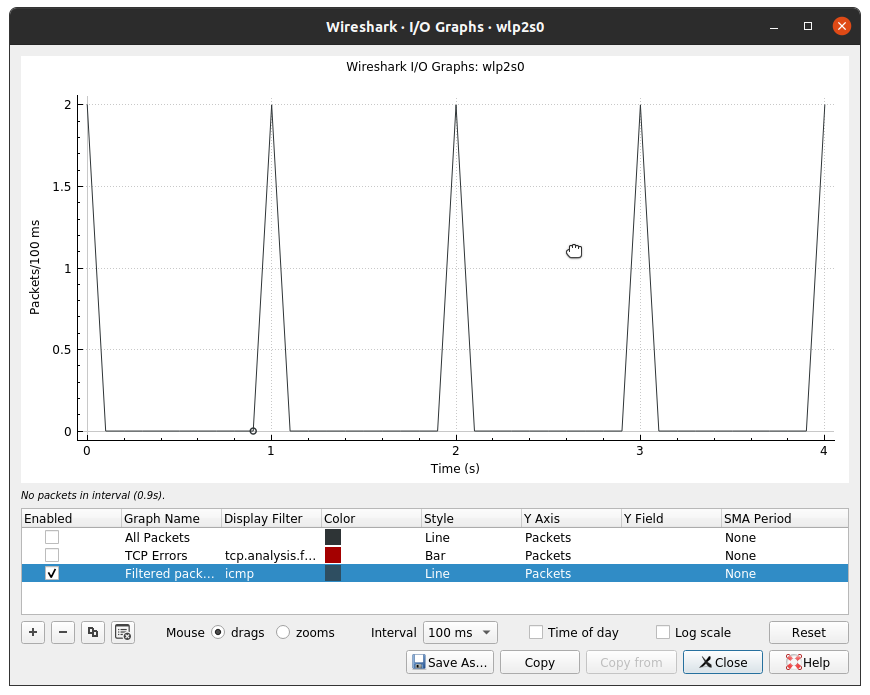 Wireshark · I/O Graphs · wlp2s0
Wireshark I/O Graphs: wlp2s0
2
1.5
1
0.5
0
Packets/100 ms
0 1 2 3 4
Time (s)
No packets in interval (0.9s).
Enabled Graph Name Display Filter Color Style Y Axis Y Field SMA Period
All Packets Line Packets None
TCP Errors tcp.analysis.f... Bar Packets None
Filtered pack... icmp Line Packets None
Mouse drags zooms Interval 100 ms Time of day Log scale Reset
Save As... Copy Copy from Close Help